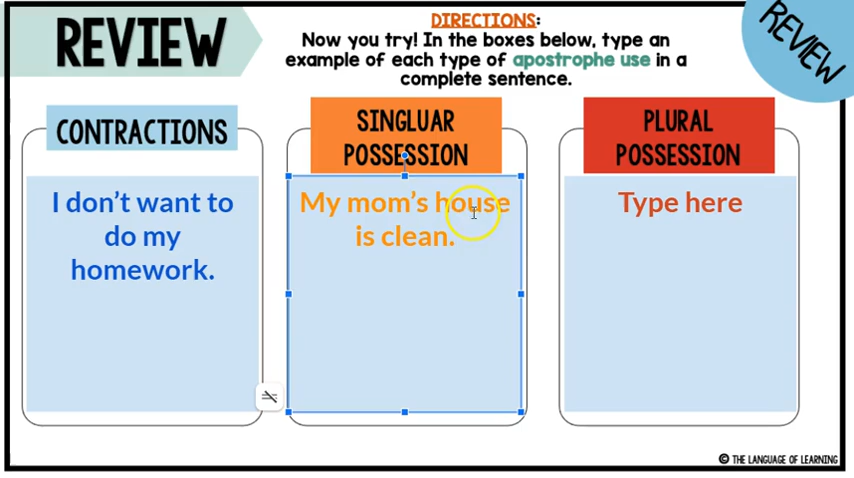 REVIEW
DIRECTIONS:
Now you try! In the boxes below, type an
example of each type of apostrophe use in a
complete sentence.
REVIEW
CONTRACTIONS
I don't want to
do my
homework.
SINGLUAR
POSSESSION
My mom's house
is clean.
PLURAL
POSSESSION
Type here
© THE LANGUAGE OF LEARNING